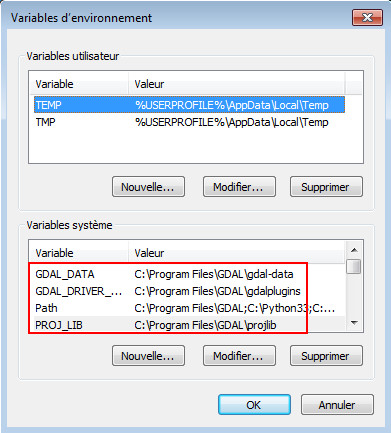 Variables d'environnement
Variables utilisateur
Variable Valeur
TEMP %USERPROFILE%\AppData\Local\Temp
TMP %USERPROFILE%\AppData\Local\Temp
Nouvelle... Modifier... Supprimer
Variables système
Variable Valeur
GDAL_DATA C:\Program Files\GDAL\gdal-data
GDAL_DRIVER_... C:\Program Files\GDAL\gdalplugins
Path C:\Program Files\GDAL;C:\Python33;C:...
PROJ_LIB C:\Program Files\GDAL\projlib
Nouvelle... Modifier... Supprimer
OK Annuler